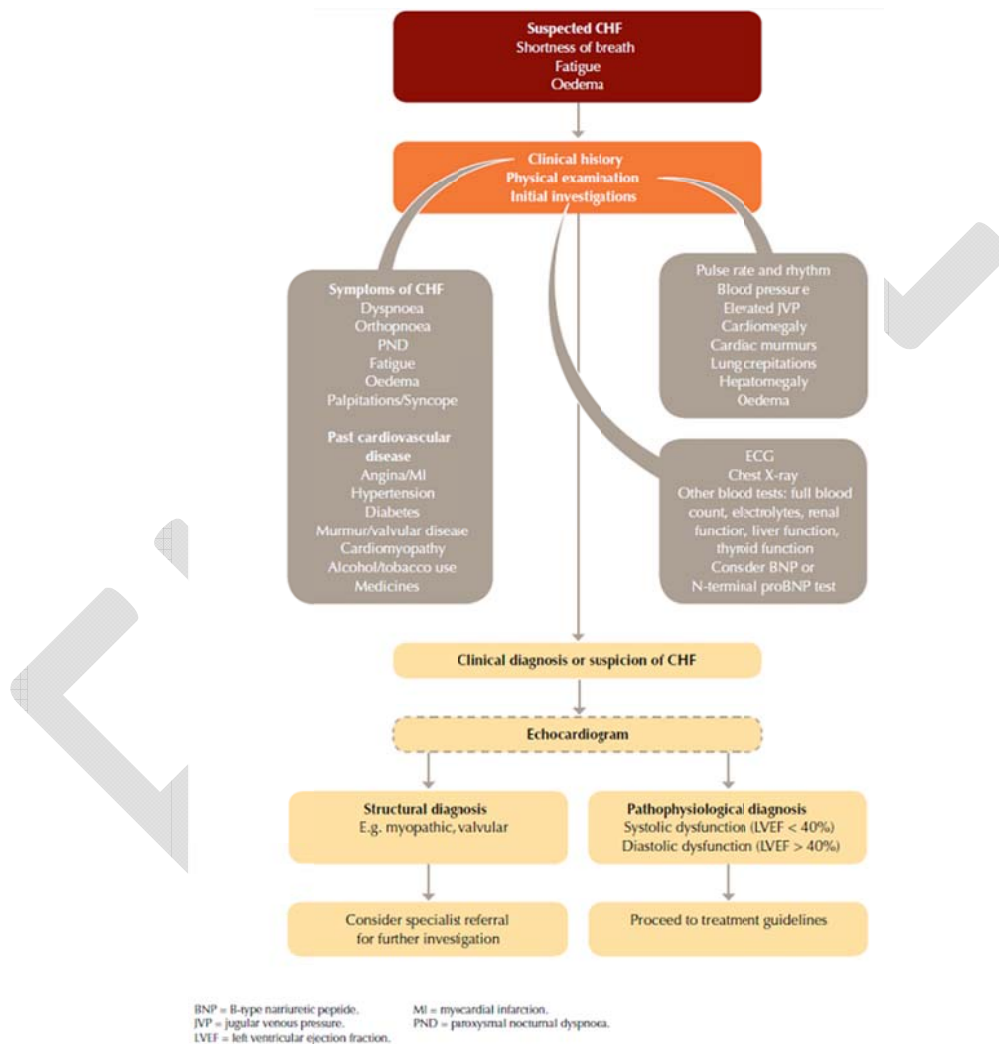 Suspected CHF
Shortness of breath
Fatigue
Oedema
Clinical history
Physical examination
Initial investigations
Symptoms of CHF
Dyspnoea
Orthopnoea
PND
Fatigue
Oedema
Palpitations/Syncope
Past cardiovascular
disease
Angina/MI
Hypertension
Diabetes
Murmur/valvular disease
Cardiomyopathy
Alcohol/tobacco use
Medicines
Pulse rate and rhythm
Blood pressure
Elevated JVP
Cardiomegaly
Cardiac murmurs
Lung crepitations
Hepatomegaly
Oedema
ECG
Chest X-ray
Other blood tests: full blood
count, electrolytes, renal
function, liver function,
thyroid function
Consider BNP or
N-terminal proBNP test
Clinical diagnosis or suspicion of CHF
Echocardiogram
Structural diagnosis
E.g. myopathic, valvular
Pathophysiological diagnosis
Systolic dysfunction (LVEF < 40%)
Diastolic dysfunction (LVEF > 40%)
Consider specialist referral
for further investigation
Proceed to treatment guidelines
BNP = B-type natriuretic peptide.
JVP = jugular venous pressure.
LVEF = left ventricular ejection fraction.
MI = myocardial infarction.
PND = paroxysmal nocturnal dyspnoea.